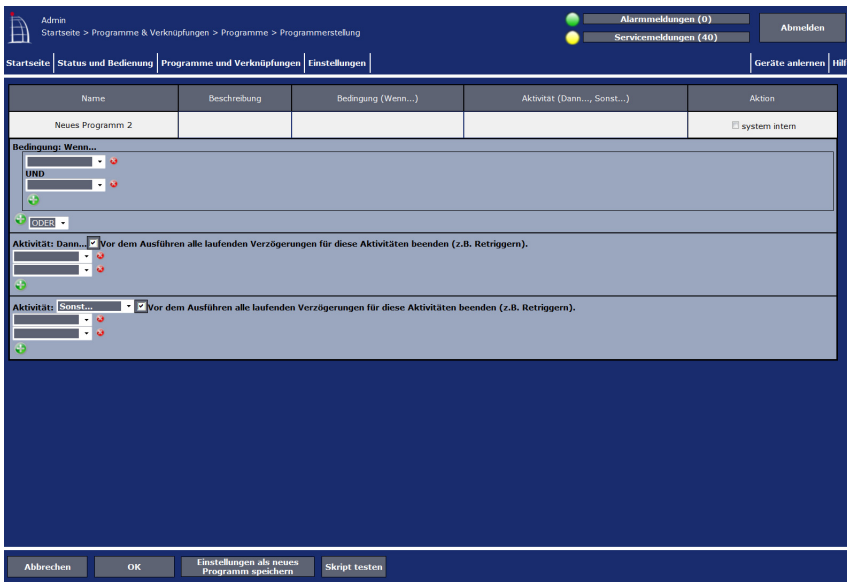 Admin
Startseite > Programme & Verknüpfungen > Programme > Programmerstellung
Alarmmeldungen (0)
Servicemeldungen (40)
Abmelden
Startseite Status und Bedienung Programme und Verknüpfungen Einstellungen Geräte anlernen Hilf
Name Beschreibung Bedingung (Wenn...) Aktivität (Dann..., Sonst...) Aktion
Neues Programm 2 system intern
Bedingung: Wenn...
UND
ODER
Aktivität: Dann... Vor dem Ausführen alle laufenden Verzögerungen für diese Aktivitäten beenden (z.B. Retriggern).
Aktivität: Sonst... Vor dem Ausführen alle laufenden Verzögerungen für diese Aktivitäten beenden (z.B. Retriggern).
Abbrechen OK Einstellungen als neues Programm speichern Skript testen